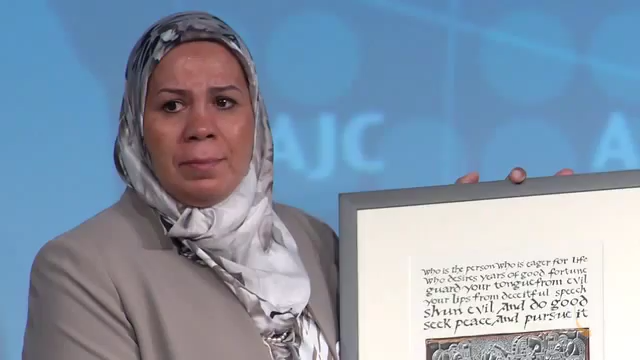 AJC
A
who is the person who is eager for life
who desires years of good fortune
guard your tongue from evil
your lips from deceitful speech
shun evil and do good
seek peace and pursue it